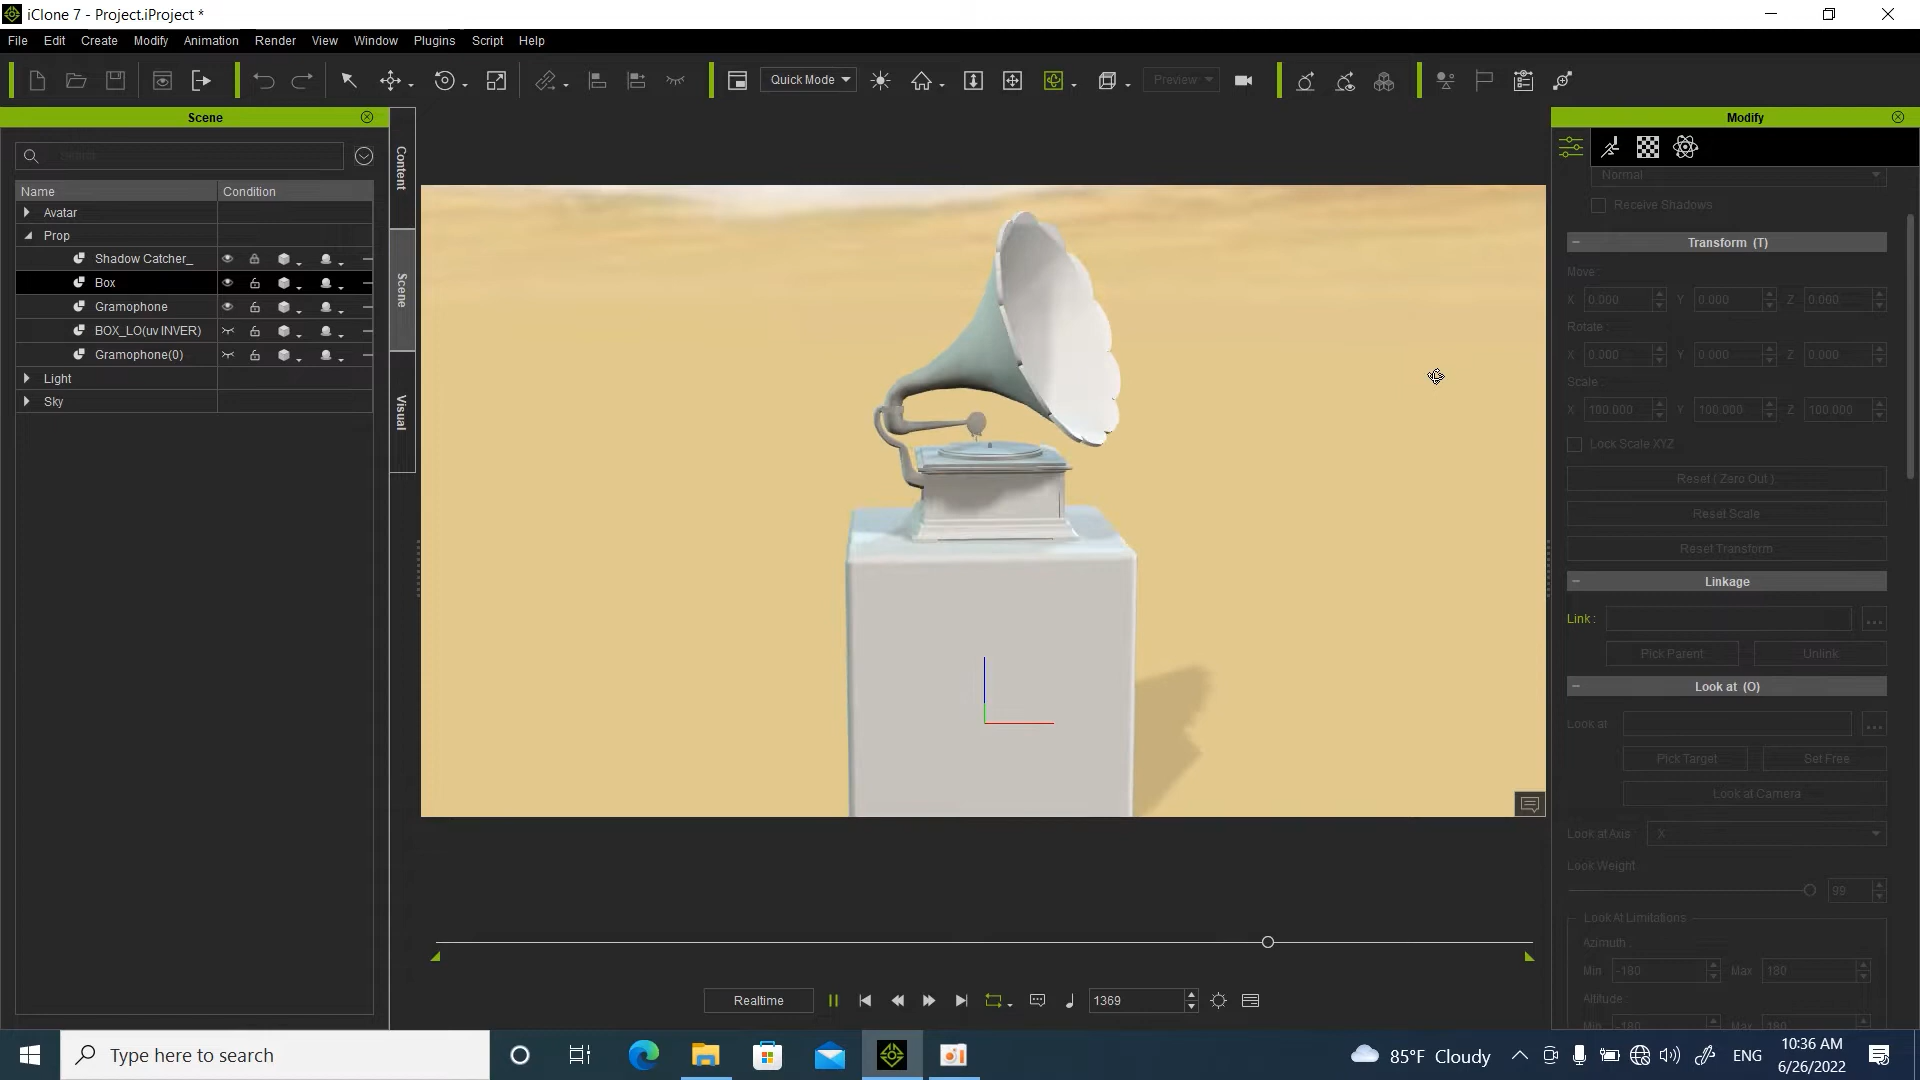 iClone 7 - Project.iProject *
File Edit Create Modify Animation Render View Window Plugins Script Help
Quick Mode
Preview
Scene
Search
Name Condition
Avatar
Prop
Shadow Catcher_
Box
Gramophone
BOX_LO(uv INVER)
Gramophone(0)
Light
Sky
Content
Scene
Visual
Modify
Normal
Receive Shadows
Transform (T)
Move :
X 0.000 Y 0.000 Z 0.000
Rotate :
X 0.000 Y 0.000 Z 0.000
Scale :
X 100.000 Y 100.000 Z 100.000
Lock Scale XYZ
Reset ( Zero Out )
Reset Scale
Reset Transform
Linkage
Link :
...
Pick Parent Unlink
Look at (O)
Look at
...
Pick Target Set Free
Look at Camera
Look at Axis X
Look Weight
99
Look At Limitations
Azimuth :
Min -180 Max 180
Altitude :
Min -180 Max 180
Realtime
1369
Type here to search
85°F Cloudy
ENG
10:36 AM
6/26/2022